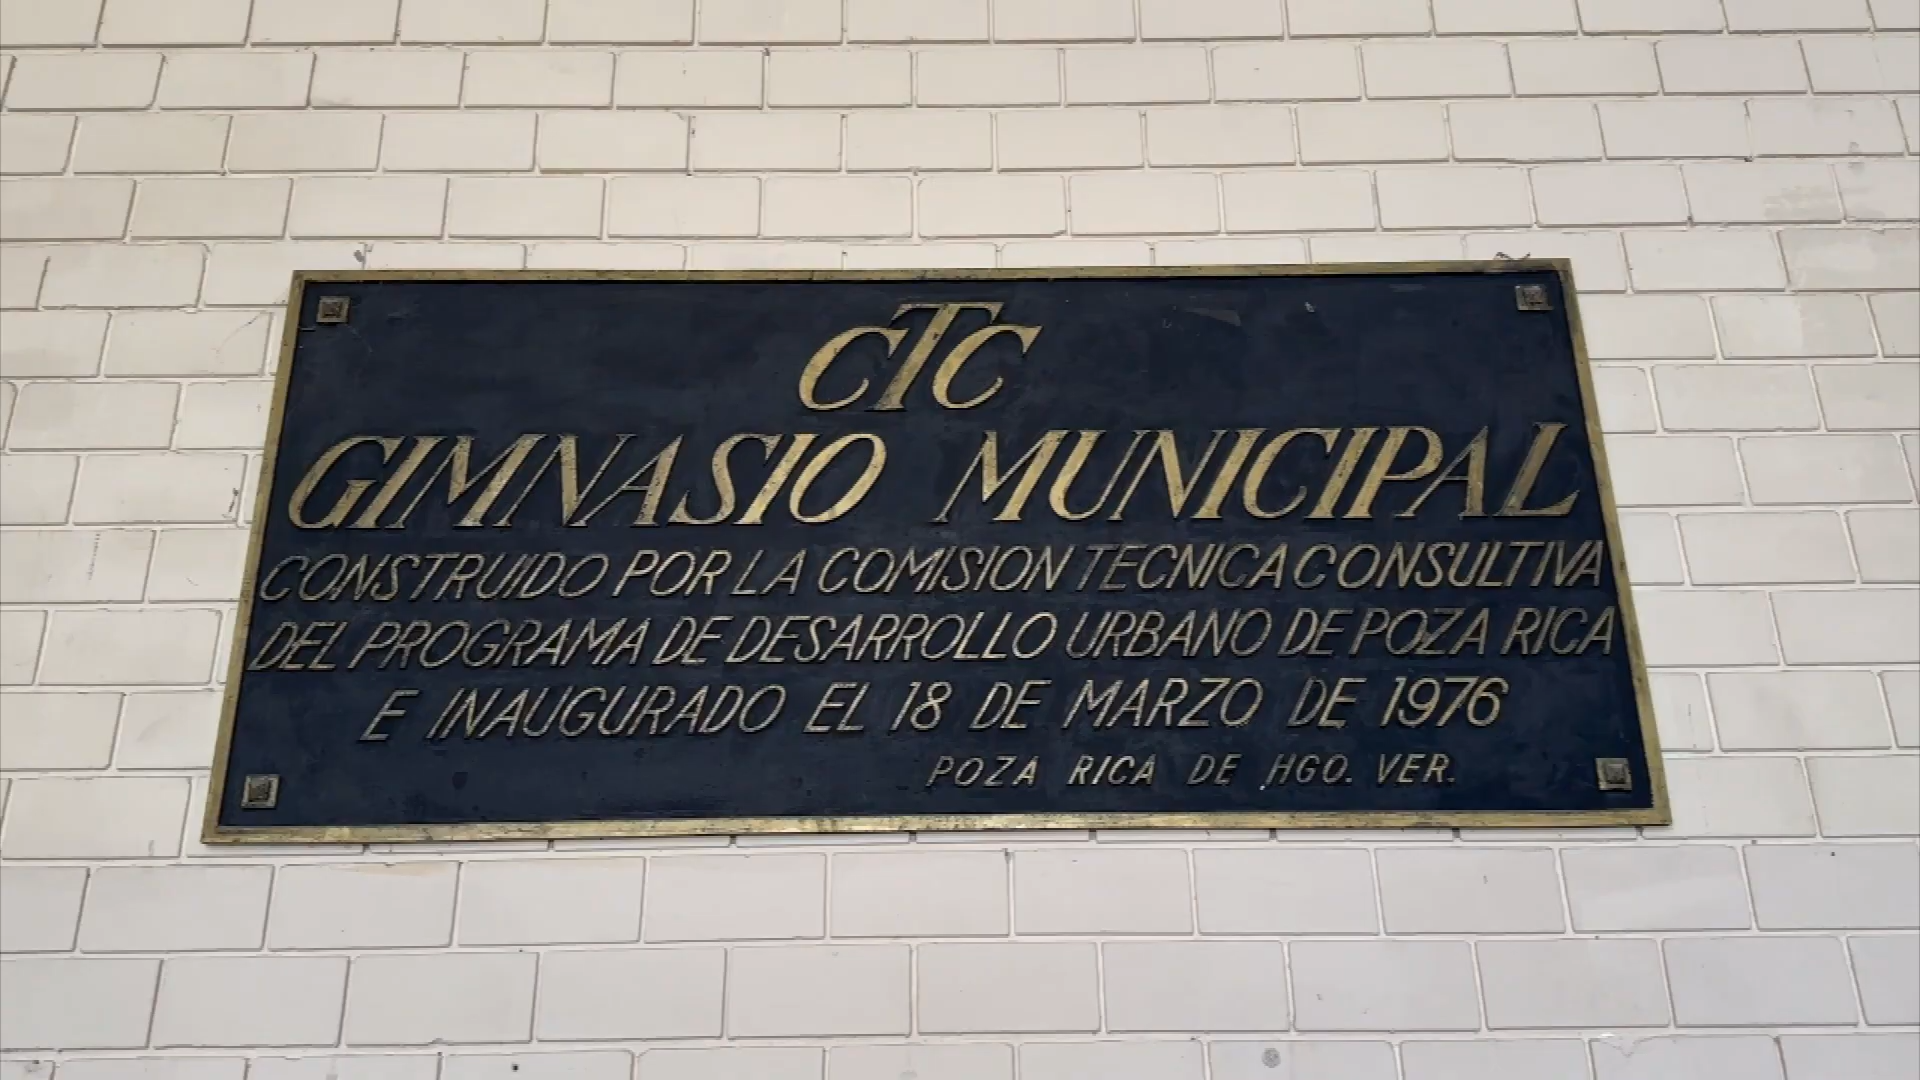 CTC
GIMNASIO MUNICIPAL
CONSTRUIDO POR LA COMISION TECNICA CONSULTIVA
DEL PROGRAMA DE DESARROLLO URBANO DE POZA RICA
E INAUGURADO EL 18 DE MARZO DE 1976
POZA RICA DE HGO. VER.